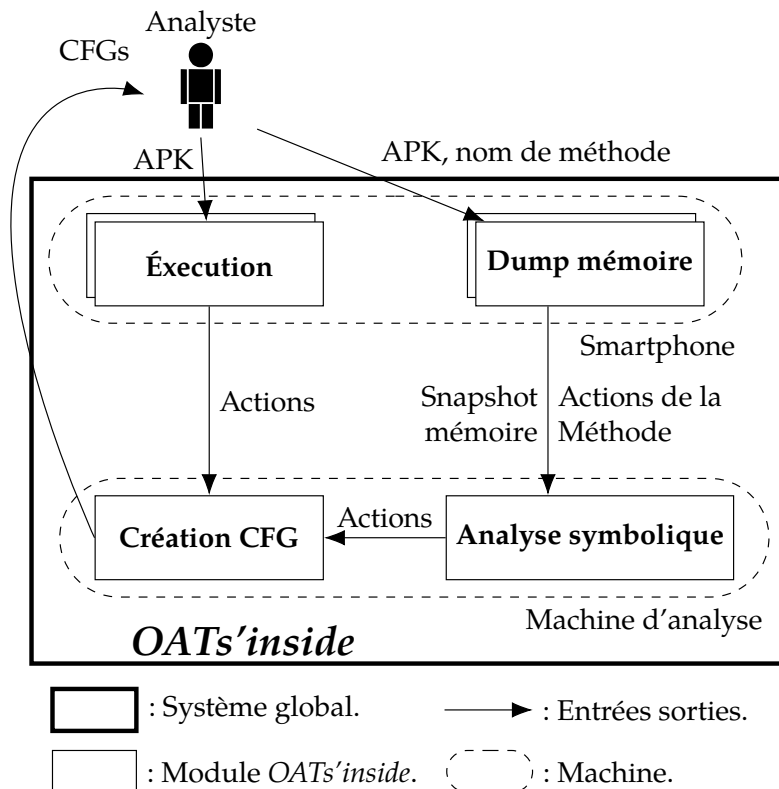 Analyste
CFGs
APK
APK, nom de méthode
Éxecution
Dump mémoire
Smartphone
Actions
Snapshot
mémoire
Actions de la
Méthode
Création CFG
Actions
Analyse symbolique
Machine d'analyse
OATs'inside
: Système global.
: Entrées sorties.
: Module OATs'inside.
: Machine.